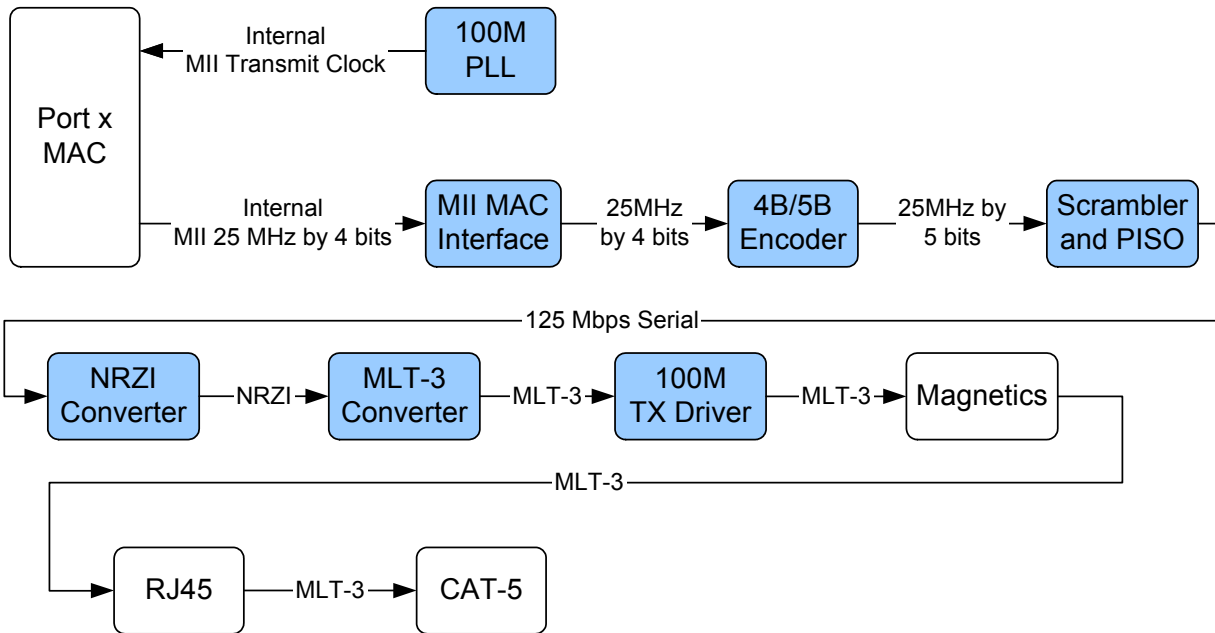 Internal
MII Transmit Clock
100M
PLL
Port x
MAC
Internal
MII 25 MHz by 4 bits
MII MAC
Interface
25MHz
by 4 bits
4B/5B
Encoder
25MHz by
5 bits
Scrambler
and PISO
125 Mbps Serial
NRZI
Converter
NRZI
MLT-3
Converter
MLT-3
100M
TX Driver
MLT-3
Magnetics
MLT-3
RJ45
MLT-3
CAT-5